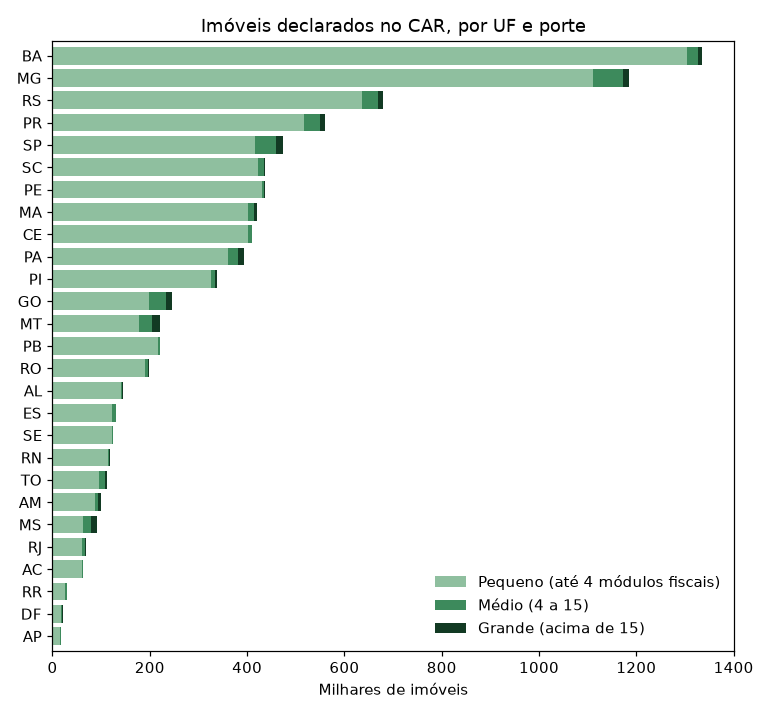 Imóveis declarados no CAR, por UF e porte
BA
MG
RS
PR
SP
SC
PE
MA
CE
PA
PI
GO
MT
PB
RO
AL
ES
SE
RN
TO
AM
MS
RJ
AC
RR
DF
AP
Pequeno (até 4 módulos fiscais)
Médio (4 a 15)
Grande (acima de 15)
0 200 400 600 800 1000 1200 1400
Milhares de imóveis